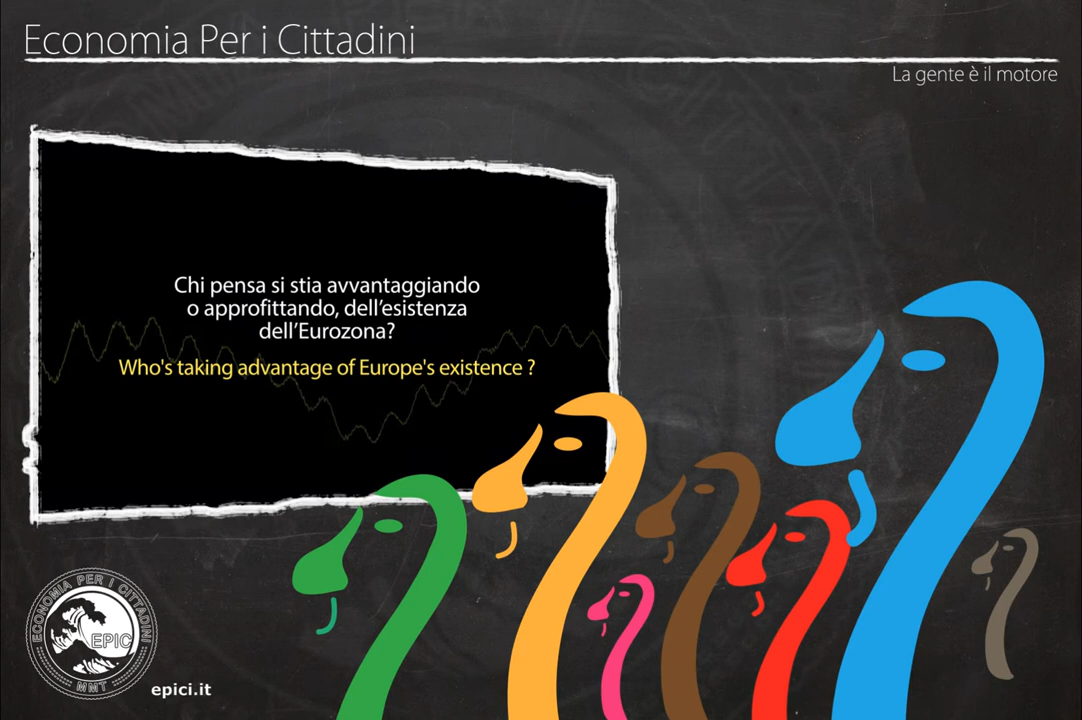 Economia Per i Cittadini
La gente è il motore
Chi pensa si stia avvantaggiando
o approfittando, dell'esistenza
dell'Eurozona?
Who's taking advantage of Europe's existence ?
ECONOMIA PER I CITTADINI
EPIC
MMT
epici.it